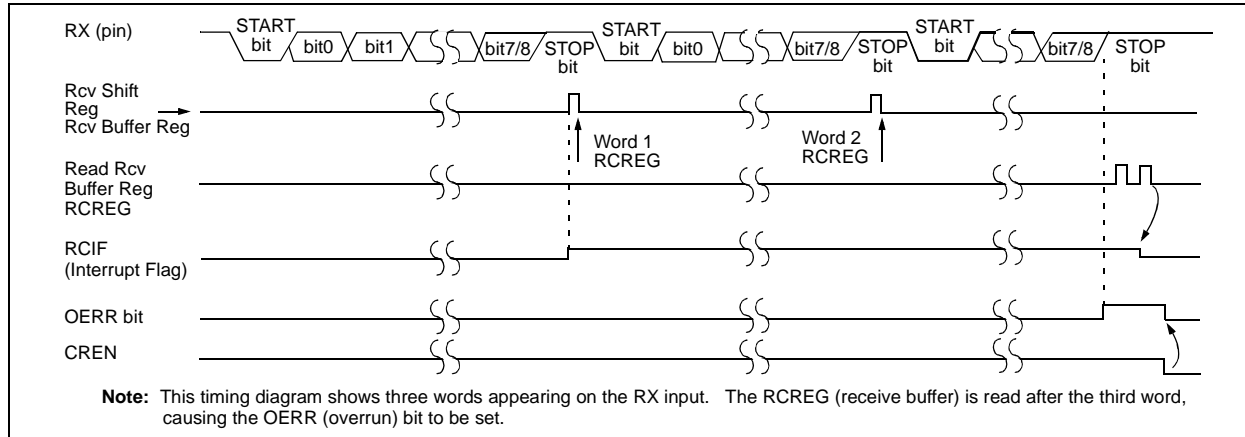 RX (pin)
START
bit
bit0
bit1
bit7/8
STOP
bit
START
bit
bit0
bit7/8
STOP
bit
START
bit
bit7/8
STOP
bit
Rcv Shift
Reg
Rcv Buffer Reg
Word 1
RCREG
Word 2
RCREG
Read Rcv
Buffer Reg
RCREG
RCIF
(Interrupt Flag)
OERR bit
CREN
Note: This timing diagram shows three words appearing on the RX input. The RCREG (receive buffer) is read after the third word,
causing the OERR (overrun) bit to be set.